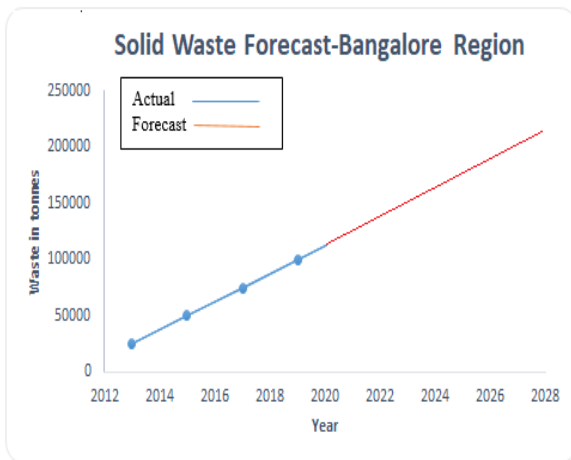 Solid Waste Forecast-Bangalore Region
Actual
Forecast
250000
200000
150000
100000
50000
0
Waste in tonnes
2012 2014 2016 2018 2020 2022 2024 2026 2028
Year